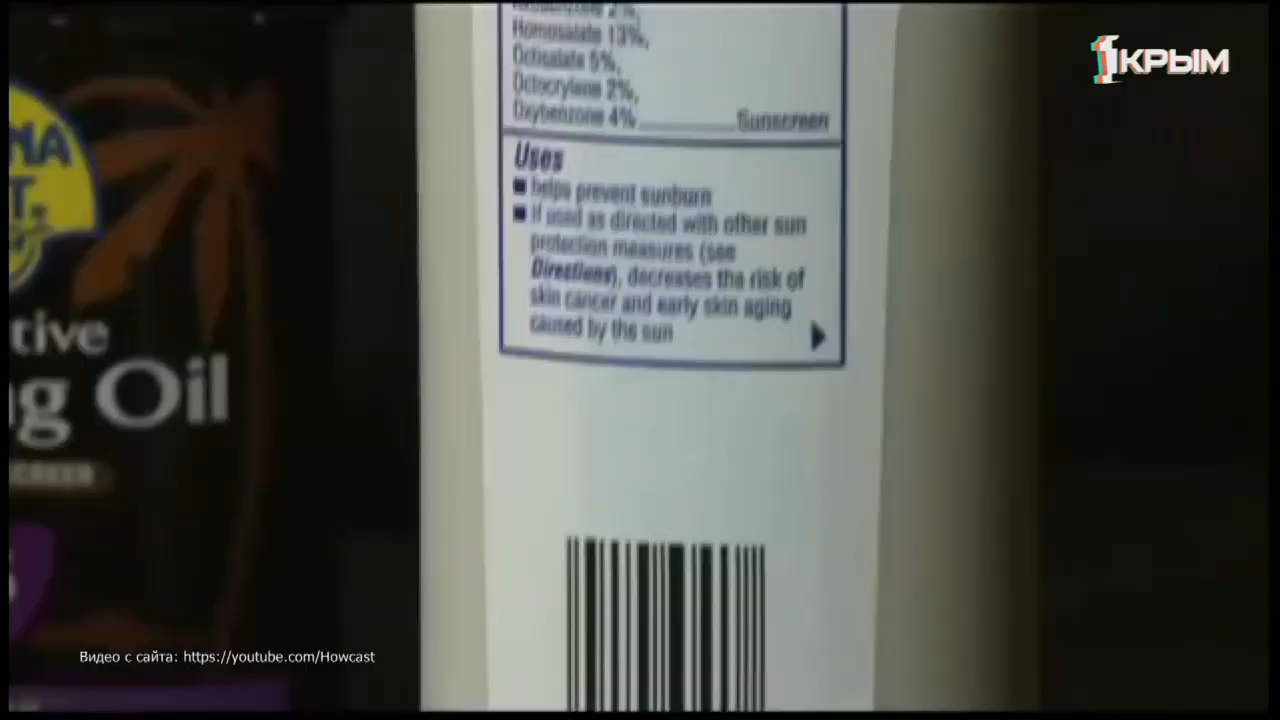 1КРЫМ
Homosalate 13%,
Octisalate 5%,
Octocrylene 2%,
Oxybenzone 4% Sunscreen
Uses
■ helps prevent sunburn
■ if used as directed with other sun
protection measures (see
Directions), decreases the risk of
skin cancer and early skin aging
caused by the sun
NA
T.
tive
g Oil
Видео с сайта: https://youtube.com/Howcast